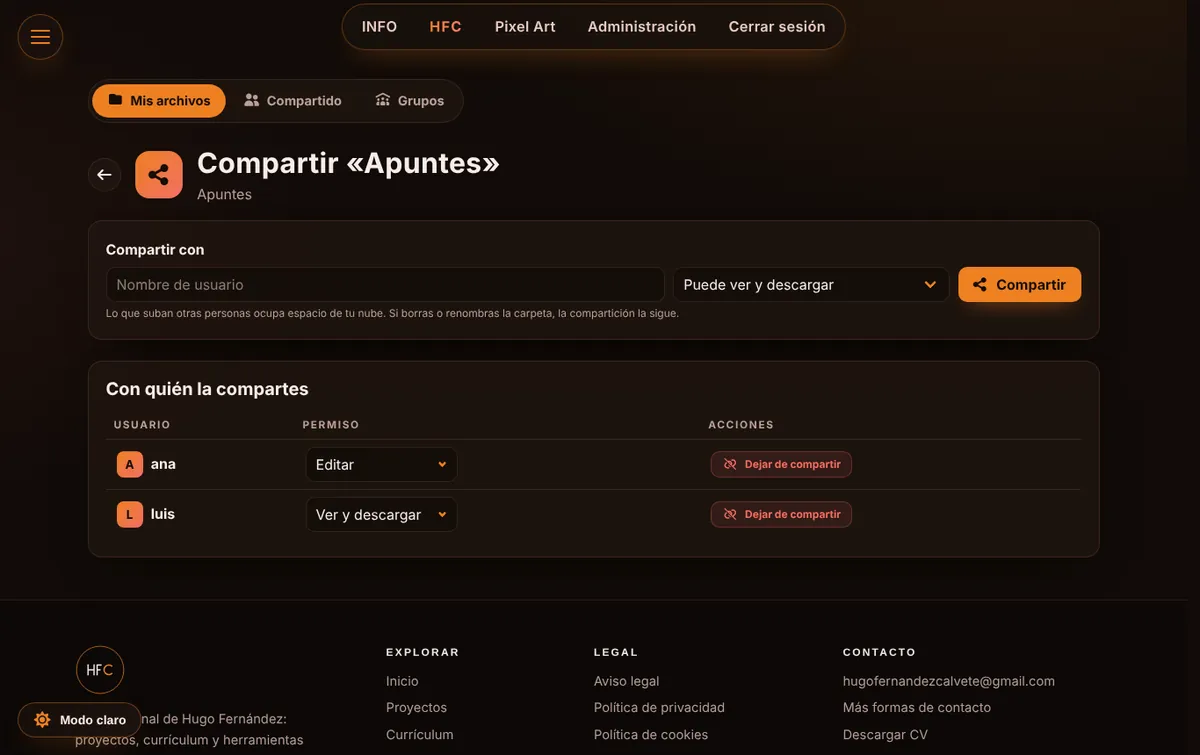 INFO HFC Pixel Art Administración Cerrar sesión
Mis archivos Compartido Grupos
Compartir «Apuntes»
Apuntes
Compartir con
Nombre de usuario Puede ver y descargar Compartir
Lo que suban otras personas ocupa espacio de tu nube. Si borras o renombras la carpeta, la compartición la sigue.
Con quién la compartes
USUARIO PERMISO ACCIONES
A ana Editar Dejar de compartir
L luis Ver y descargar Dejar de compartir
HFC
EXPLORAR LEGAL CONTACTO
Inicio Aviso legal hugofernandezcalvete@gmail.com
Proyectos Política de privacidad Más formas de contacto
Currículum Política de cookies Descargar CV
Modo claro
de Hugo Fernández:
proyectos, currículum y herramientas